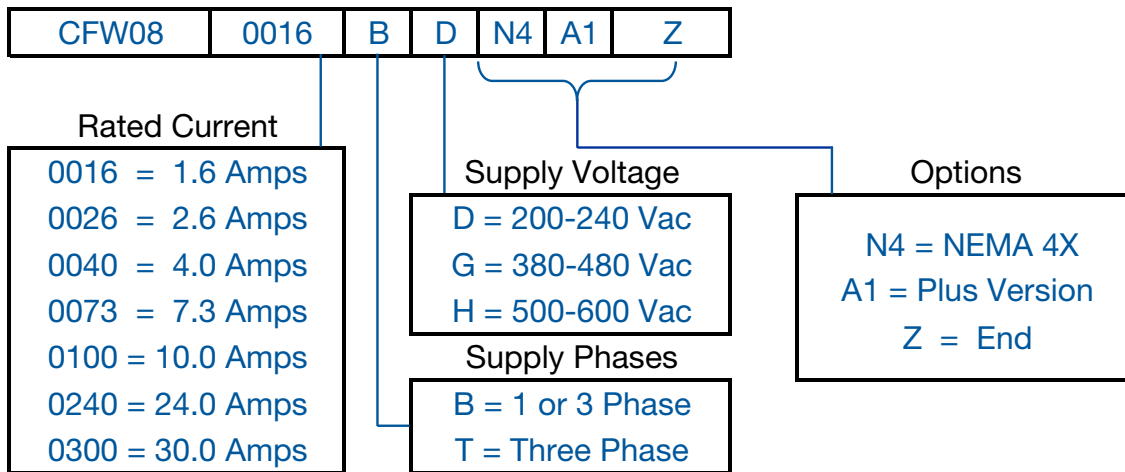 CFW08 0016 B D N4 A1 Z
Rated Current
0016 = 1.6 Amps
0026 = 2.6 Amps
0040 = 4.0 Amps
0073 = 7.3 Amps
0100 = 10.0 Amps
0240 = 24.0 Amps
0300 = 30.0 Amps
Supply Voltage
D = 200-240 Vac
G = 380-480 Vac
H = 500-600 Vac
Supply Phases
B = 1 or 3 Phase
T = Three Phase
Options
N4 = NEMA 4X
A1 = Plus Version
Z = End